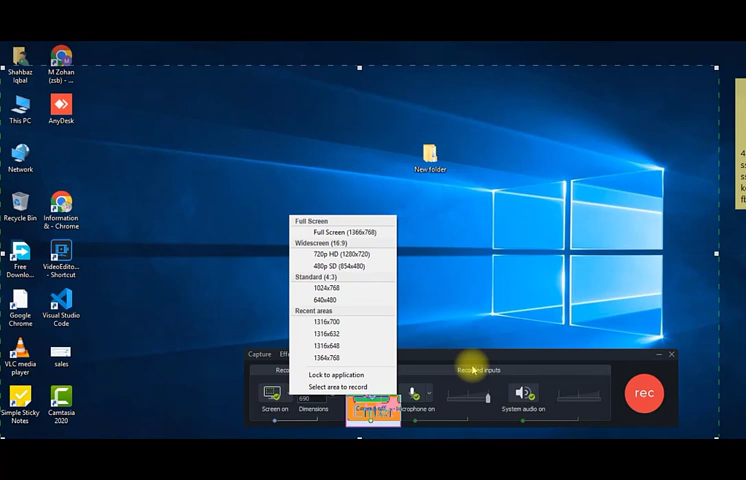 Shahbaz
Iqbal
M Zohan
(zsb) - ...
This PC
AnyDesk
Network
New folder
Recycle Bin
Information
& - Chrome
Free
Downlo...
VideoEditor...
- Shortcut
Google
Chrome
Visual Studio
Code
VLC media
player
sales
Simple Sticky
Notes
Camtasia
2020
Full Screen
Full Screen (1366x768)
Widescreen (16:9)
720p HD (1280x720)
480p SD (854x480)
Standard (4:3)
1024x768
640x480
Recent areas
1316x700
1316x632
1316x648
1364x768
Lock to application
Select area to record
Capture
Recorded inputs
690
Screen on
Dimensions
Camera off
Microphone on
System audio on
rec